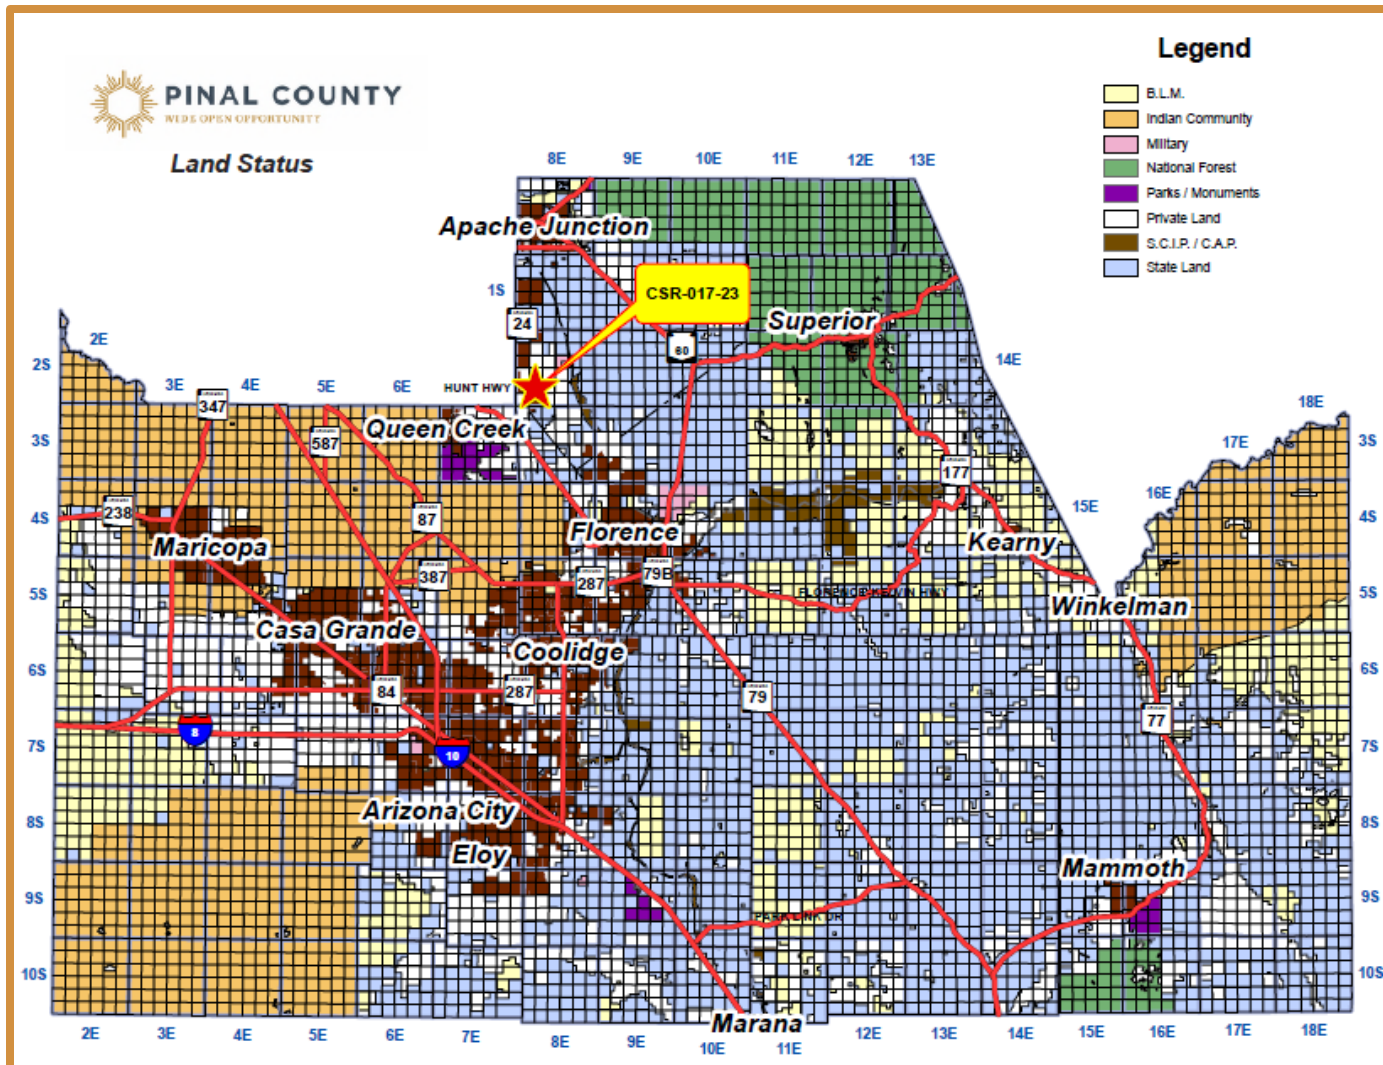 Legend
PINAL COUNTY
WIDE OPEN OPPORTUNITY
Land Status
B.L.M.
Indian Community
Military
National Forest
Parks / Monuments
Private Land
S.C.I.P. / C.A.P.
State Land
8E 9E 10E 11E 12E 13E
Apache Junction
1S
CSR-017-23
24
Superior
60
2E
14E
2S
3E 4E 5E 6E
HUNT HWY
347
18E
Queen Creek
587
17E
3S
3S
177
16E
238
87
15E
4S
4S
Florence
Maricopa
Kearny
387
287
79B
5S
FLORENCE-KELVIN HWY
5S
Winkelman
Casa Grande
Coolidge
6S
6S
84
287
79
77
8
7S
10
7S
Arizona City
8S
8S
Eloy
Mammoth
9S
9S
PARK LINK DR
10S
10S
Marana
2E 3E 4E 5E 6E 7E 8E 9E 10E 11E 12E 13E 14E 15E 16E 17E 18E